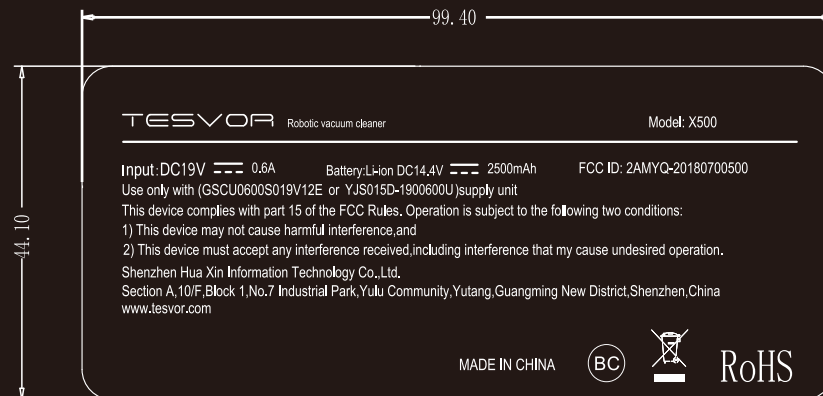 99.40
44.10
TESVOR Robotic vacuum cleaner Model: X500
Input:DC19V 0.6A Battery:Li-ion DC14.4V 2500mAh FCC ID: 2AMYQ-20180700500
Use only with (GSCU0600S019V12E or YJS015D-1900600U)supply unit
This device complies with part 15 of the FCC Rules. Operation is subject to the following two conditions:
1) This device may not cause harmful interference,and
2) This device must accept any interference received,including interference that my cause undesired operation.
Shenzhen Hua Xin Information Technology Co.,Ltd.
Section A,10/F,Block 1,No.7 Industrial Park,Yulu Community,Yutang,Guangming New District,Shenzhen,China
www.tesvor.com
MADE IN CHINA BC RoHS